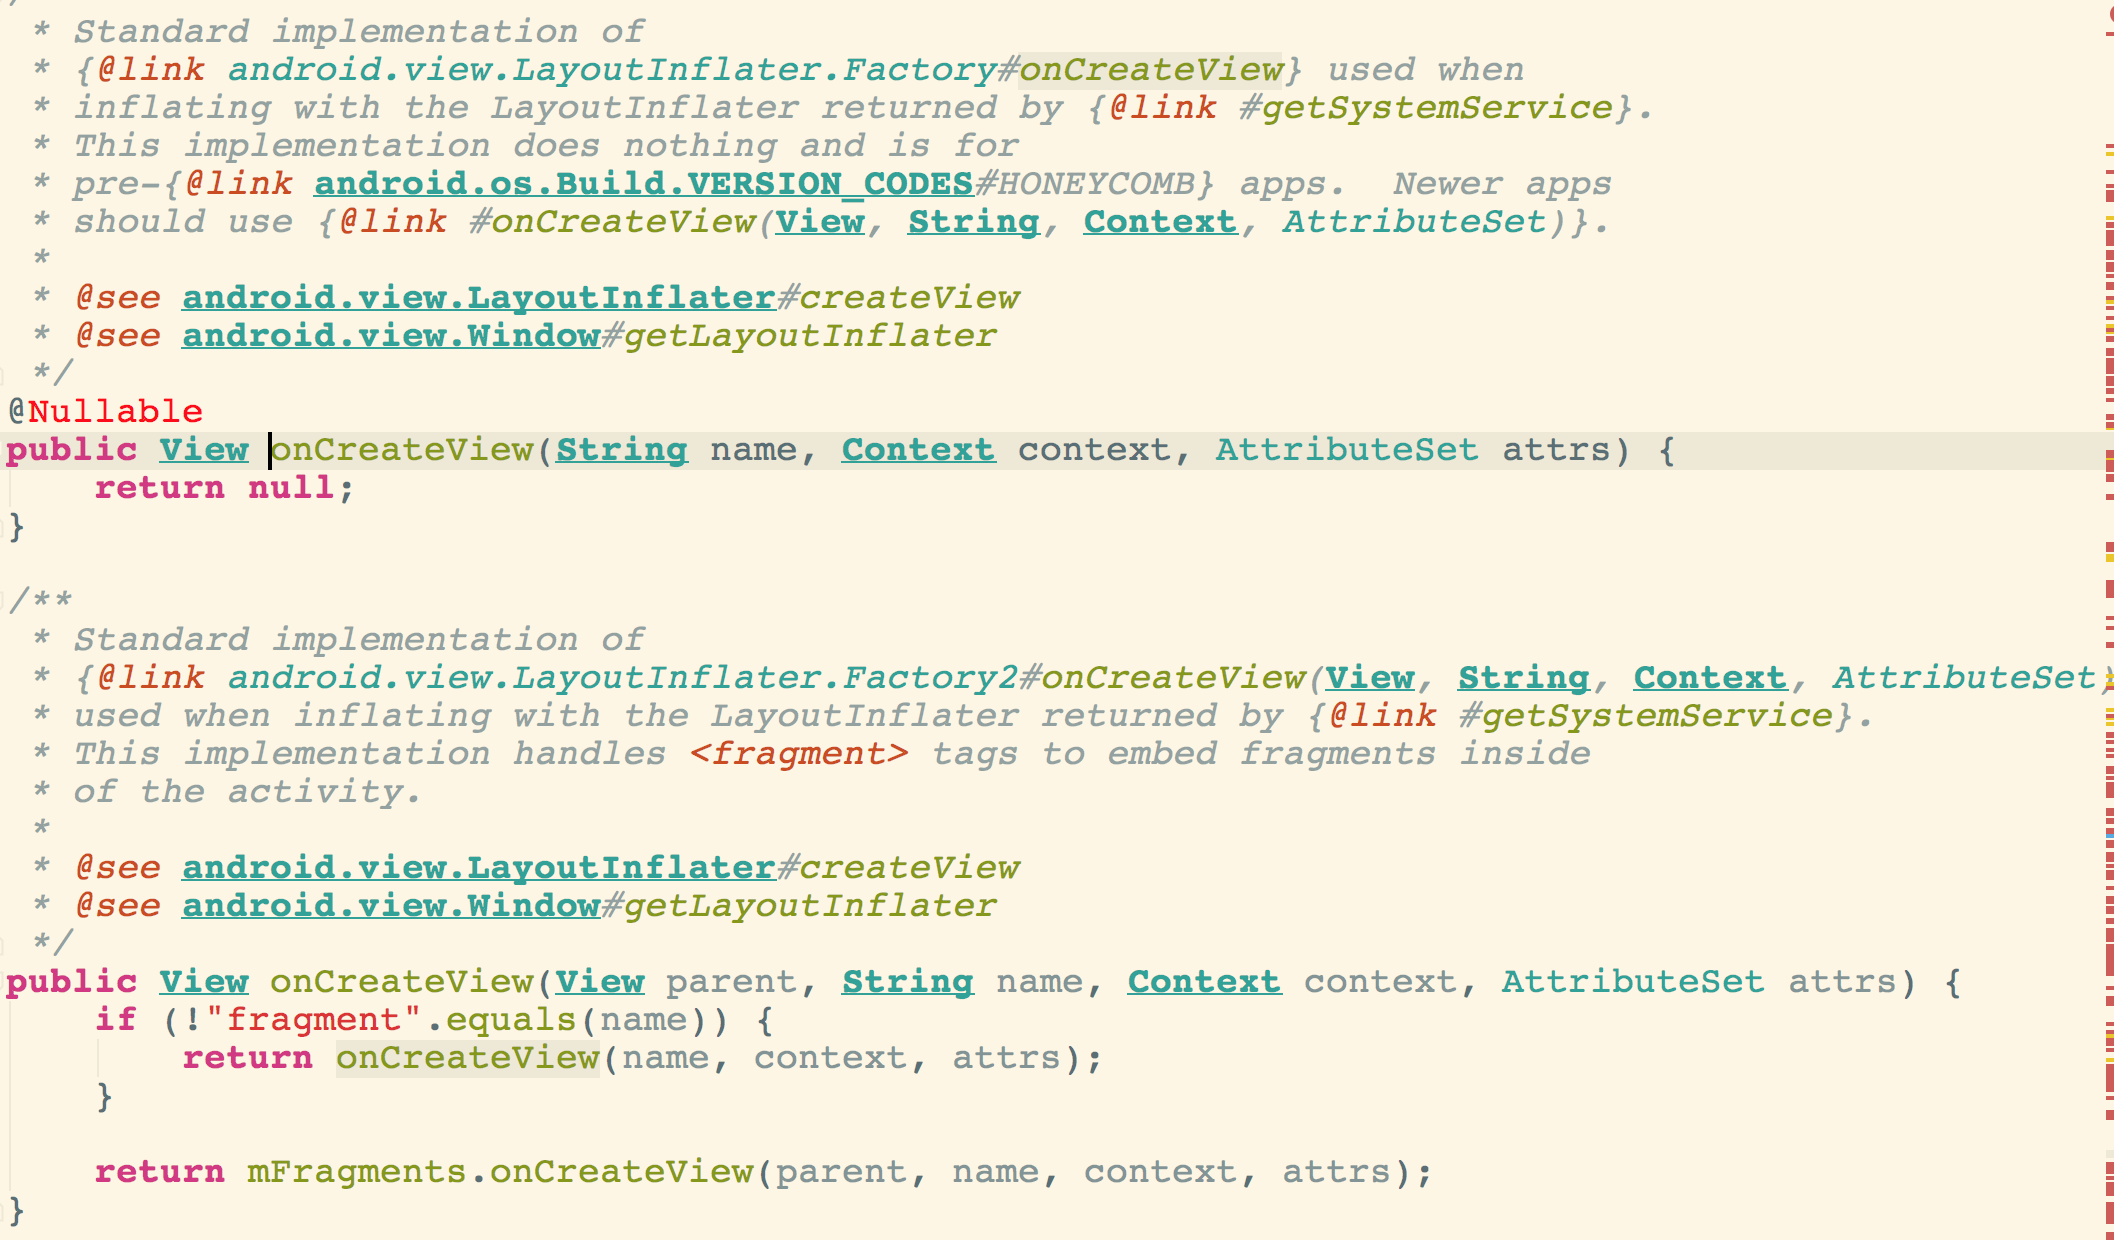 * Standard implementation of
* {@link android.view.LayoutInflater.Factory#onCreateView} used when
* inflating with the LayoutInflater returned by {@link #getSystemService}.
* This implementation does nothing and is for
* pre-{@link android.os.Build.VERSION_CODES#HONEYCOMB} apps.  Newer apps
* should use {@link #onCreateView(View, String, Context, AttributeSet)}.
*
* @see android.view.LayoutInflater#createView
* @see android.view.Window#getLayoutInflater
*/
@Nullable
public View onCreateView(String name, Context context, AttributeSet attrs) {
return null;
}
/**
* Standard implementation of
* {@link android.view.LayoutInflater.Factory2#onCreateView(View, String, Context, AttributeSet)
* used when inflating with the LayoutInflater returned by {@link #getSystemService}.
* This implementation handles <fragment> tags to embed fragments inside
* of the activity.
*
* @see android.view.LayoutInflater#createView
* @see android.view.Window#getLayoutInflater
*/
public View onCreateView(View parent, String name, Context context, AttributeSet attrs) {
if (!"fragment".equals(name)) {
return onCreateView(name, context, attrs);
}
return mFragments.onCreateView(parent, name, context, attrs);
}